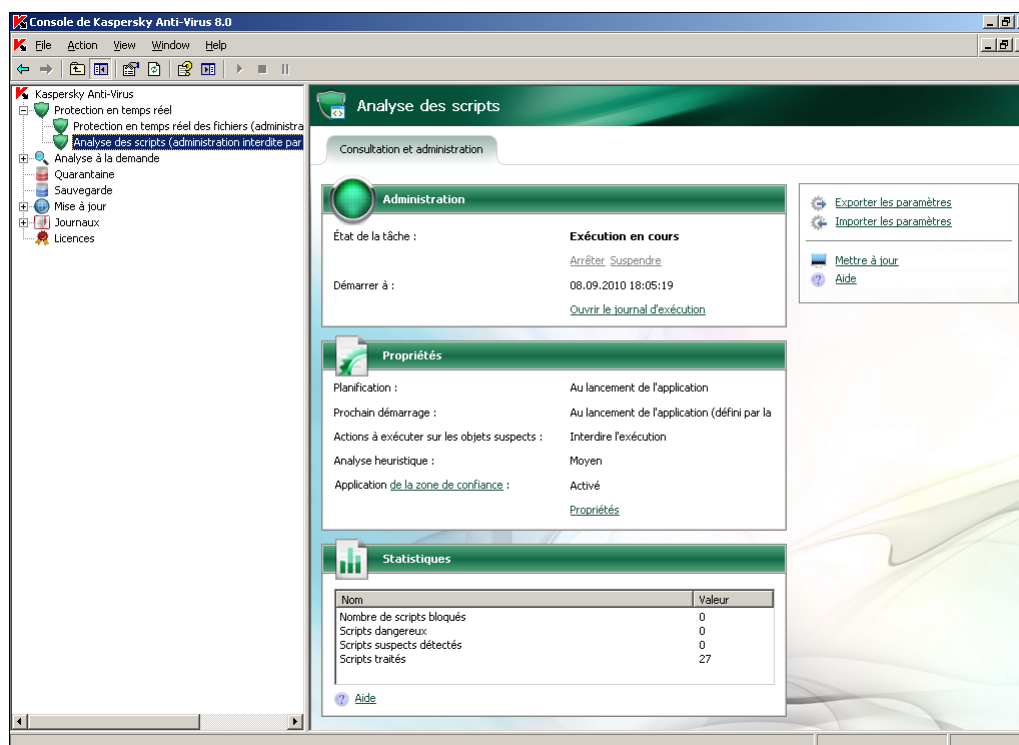 Console de Kaspersky Anti-Virus 8.0
File Action View Window Help
Kaspersky Anti-Virus
Protection en temps réel
Protection en temps réel des fichiers (administra
Analyse des scripts (administration interdite par
Analyse à la demande
Quarantaine
Sauvegarde
Mise à jour
Journaux
Licences
Analyse des scripts
Consultation et administration
Administration
État de la tâche : Exécution en cours
Arrêter Suspendre
Démarrer à : 08.09.2010 18:05:19
Ouvrir le journal d'exécution
Propriétés
Planification : Au lancement de l'application
Prochain démarrage : Au lancement de l'application (défini par la
Actions à exécuter sur les objets suspects : Interdire l'exécution
Analyse heuristique : Moyen
Application de la zone de confiance : Activé
Propriétés
Statistiques
Nom Valeur
Nombre de scripts bloqués 0
Scripts dangereux 0
Scripts suspects détectés 0
Scripts traités 27
Aide
Exporter les paramètres
Importer les paramètres
Mettre à jour
Aide